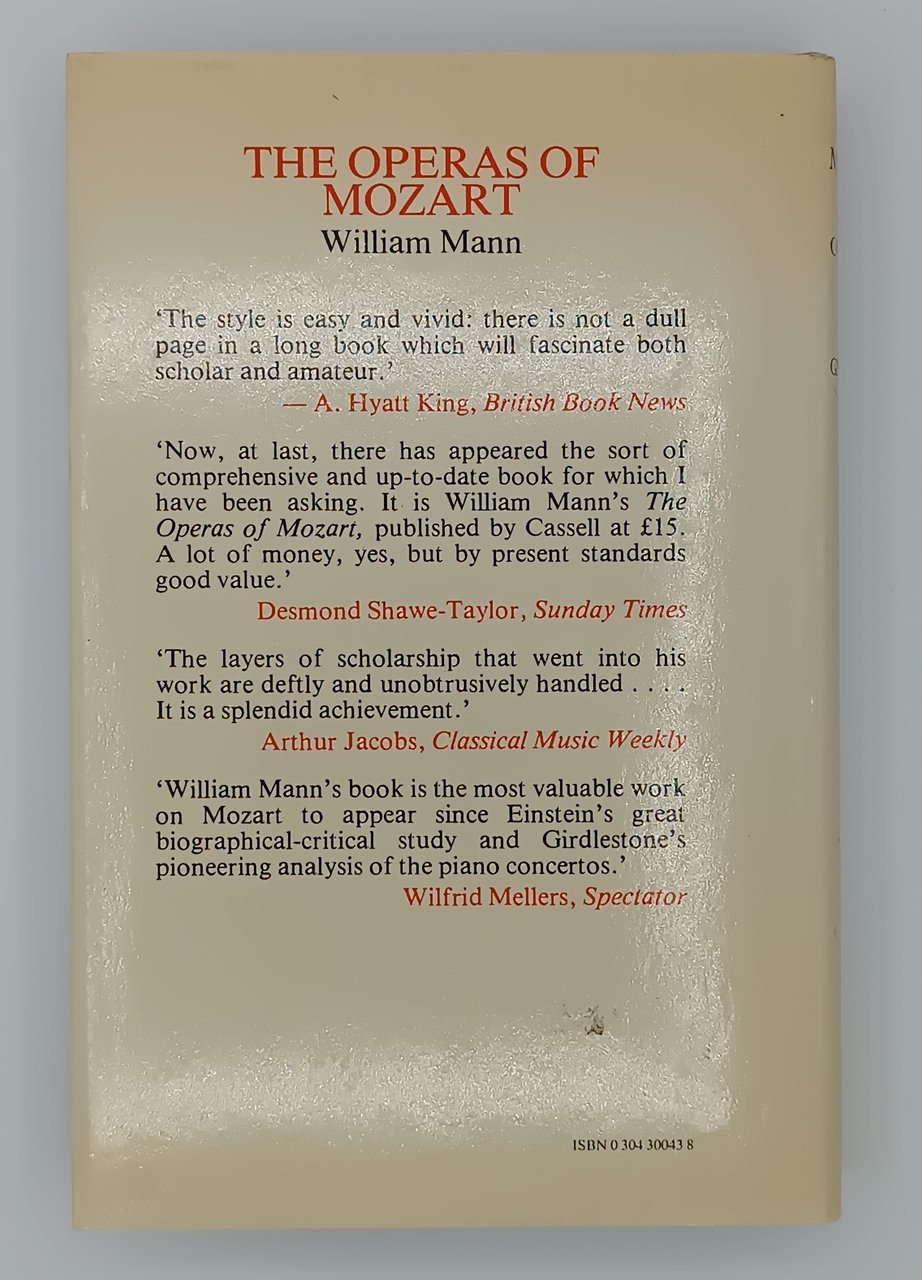 THE OPERAS OF
MOZART
William Mann
‘The style is easy and vivid: there is not a dull
page in a long book which will fascinate both
scholar and amateur.’
— A. Hyatt King, British Book News
‘Now, at last, there has appeared the sort of
comprehensive and up-to-date book for which I
have been asking. It is William Mann’s The
Operas of Mozart, published by Cassell at £15.
A lot of money, yes, but by present standards
good value.’
Desmond Shawe-Taylor, Sunday Times
‘The layers of scholarship that went into his
work are deftly and unobtrusively handled . . . .
It is a splendid achievement.’
Arthur Jacobs, Classical Music Weekly
‘William Mann’s book is the most valuable work
on Mozart to appear since Einstein’s great
biographical-critical study and Girdlestone’s
pioneering analysis of the piano concertos.’
Wilfrid Mellers, Spectator
ISBN 0 304 30043 8